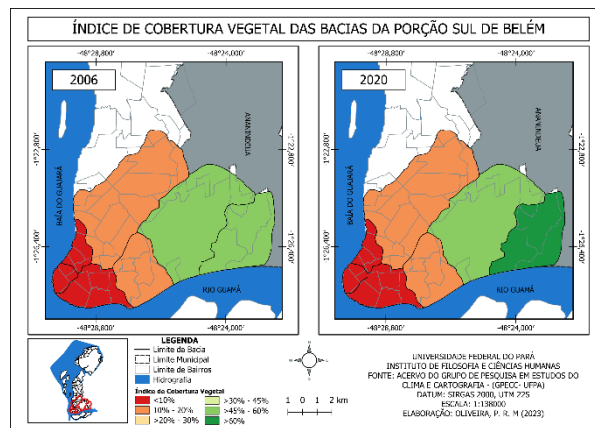 ÍNDICE DE COBERTURA VEGETAL DAS BACIAS DA PORÇÃO SUL DE BELÉM
-48°28,800' -48°24,000'
2006
ANANINDEUA
BAÍA DO GUAJARÁ
-1°22,800'
-1°26,400'
-1°26,400'
RIO GUAMÁ
-48°28,800' -48°24,000'
-48°28,800' -48°24,000'
2020
ANANINDEUA
BAÍA DO GUAJARÁ
-1°22,800'
-1°22,800'
-1°26,400'
RIO GUAMÁ
-48°28,800' -48°24,000'
LEGENDA
Limite da Bacia
Limite Municipal
Limite de Bairros
Hidrografia
Índice de Cobertura Vegetal
<10%
10% - 20%
>20% - 30%
>30% - 45%
>45% - 60%
>60%
1 0 1 2 km
UNIVERSIDADE FEDERAL DO PARÁ
INSTITUTO DE FILOSOFIA E CIÊNCIAS HUMANAS
FONTE: ACERVO DO GRUPO DE PESQUISA EM ESTUDOS DO
CLIMA E CARTOGRAFIA - (GPECC- UFPA)
DATUM: SIRGAS 2000, UTM 22S
ESCALA: 1:138000
ELABORAÇÃO: OLIVEIRA, P. R. M (2023)